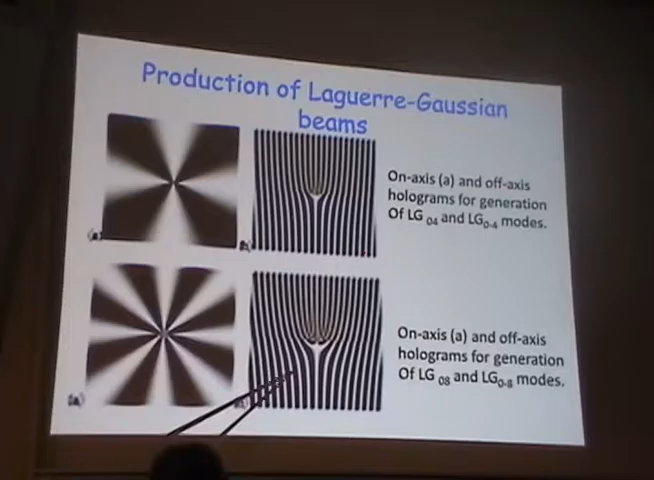 Production of Laguerre-Gaussian
beams
On-axis (a) and off-axis
holograms for generation
Of LG 04 and LG0-4 modes.
(a)
On-axis (a) and off-axis
holograms for generation
Of LG 08 and LG0-8 modes.
(a)